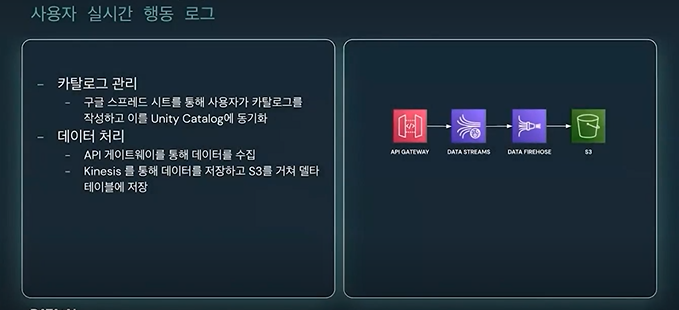 사용자 실시간 행동 로그
- 카탈로그 관리
- 구글 스프레드 시트를 통해 사용자가 카탈로그를
작성하고 이를 Unity Catalog에 동기화
- 데이터 처리
- API 게이트웨이를 통해 데이터를 수집
- Kinesis 를 통해 데이터를 저장하고 S3를 거쳐 델타
테이블에 저장
API GATEWAY
DATA STREAMS
DATA FIREHOSE
S3